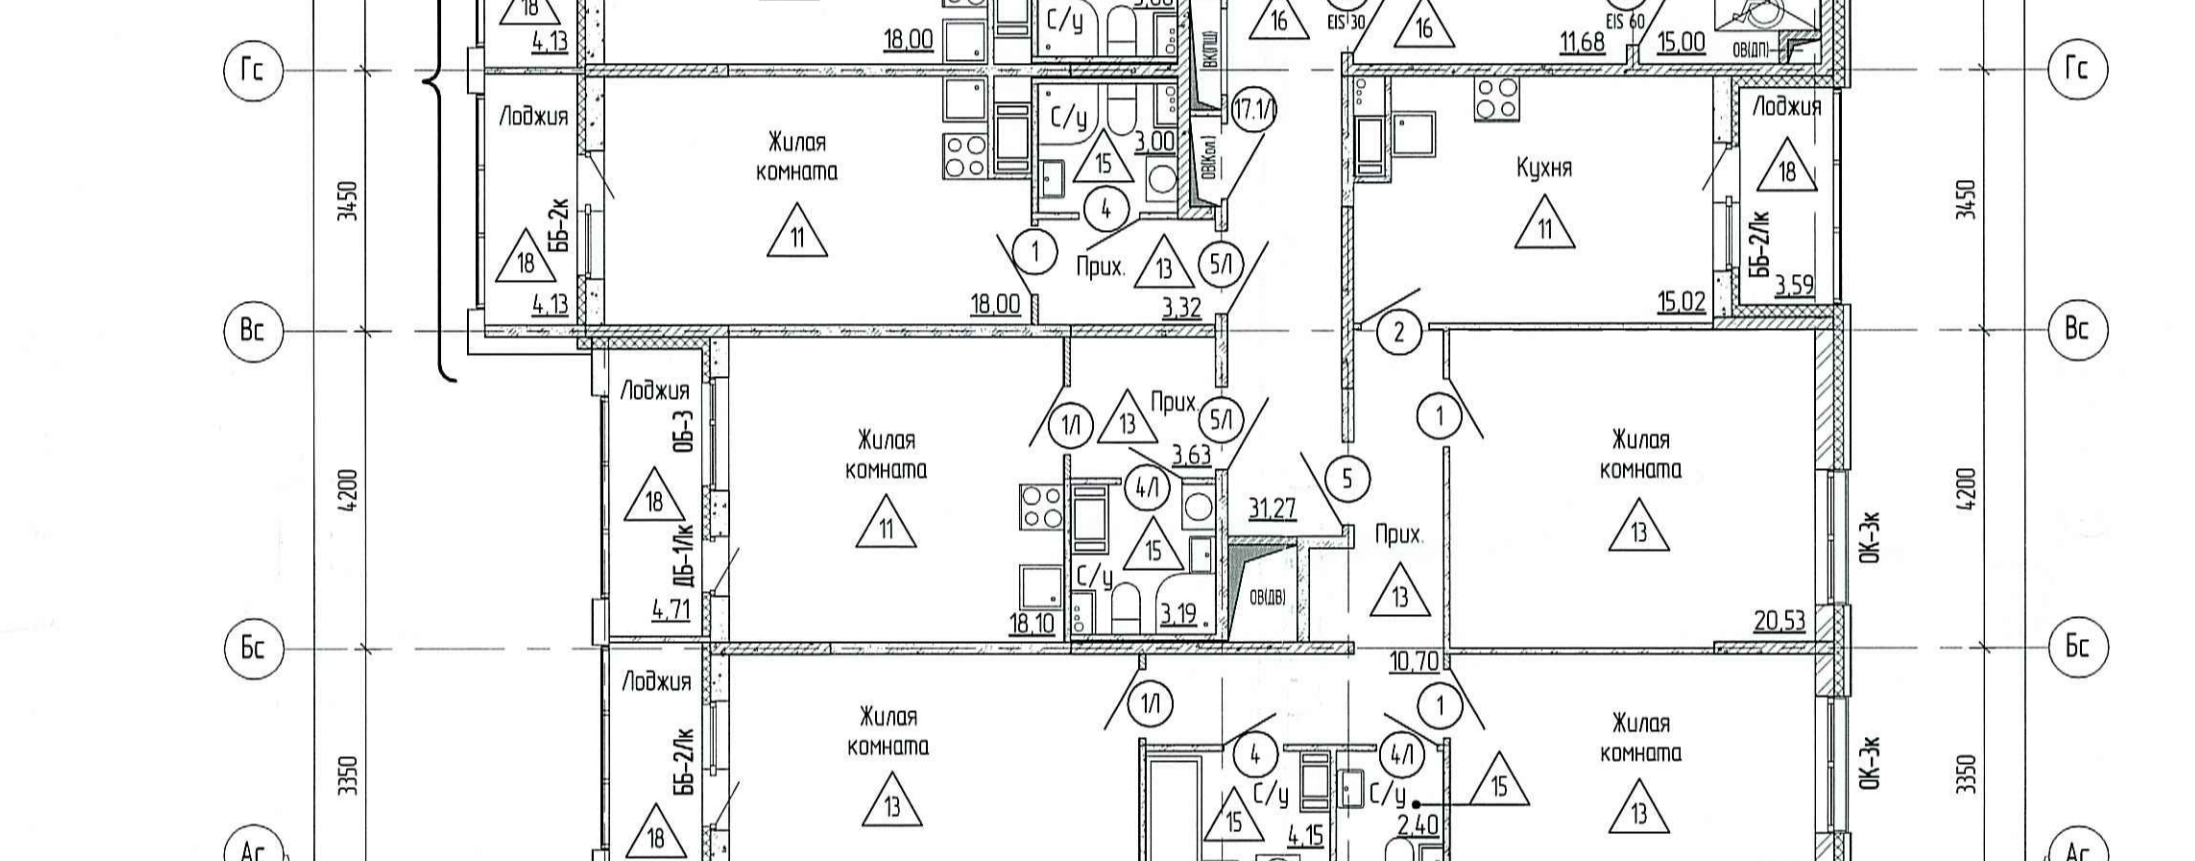 18
4,13
18,00
С/у
ВК(ПШ)
16
EIS 30
16
EIS 60
11,68
15,00
ОВ(ДП)
Гс
Гс
Лоджия
Жилая
комната
11
С/у
3,00
15
4
ОВ(Кол.)
17.1/Л
Кухня
11
Лоджия
18
3450
ББ-2к
18
4,13
18,00
1
Прих.
13
5/Л
3,32
15,02
ББ-2/Лк
3,59
3450
Вс
2
Вс
Лоджия
ОБ-3
18
ДБ-1/Лк
4,71
4200
Жилая
комната
11
18,10
1/Л
Прих.
13
5/Л
3,63
4/Л
15
С/у
3,19
31,27
ОВ(ДВ)
5
Прих.
13
1
Жилая
комната
13
20,53
ОК-3к
4200
Бс
10,70
Бс
Лоджия
ББ-2/Лк
18
3350
Жилая
комната
13
1/Л
4
С/у
15
4,15
4/Л
С/у
15
2,40
1
Жилая
комната
13
ОК-3к
3350
Ас
Ас